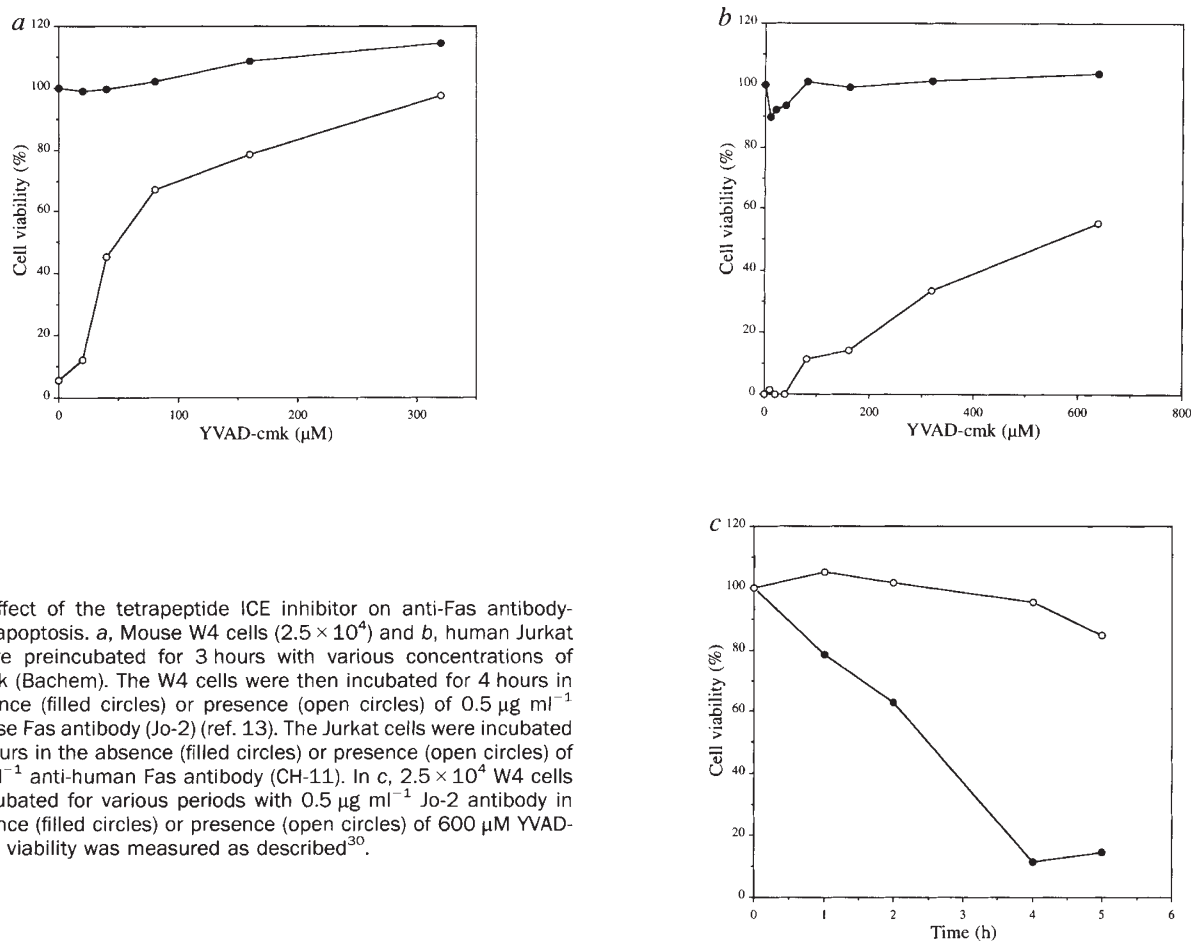 a
120
100
80
60
40
20
0
Cell viability (%)
0 100 200 300
YVAD-cmk (μM)
b
120
100
80
60
40
20
0
Cell viability (%)
0 200 400 600 800
YVAD-cmk (μM)
ffect of the tetrapeptide ICE inhibitor on anti-Fas antibody-
apoptosis. a, Mouse W4 cells (2.5 × 10⁴) and b, human Jurkat
re preincubated for 3 hours with various concentrations of
k (Bachem). The W4 cells were then incubated for 4 hours in
ence (filled circles) or presence (open circles) of 0.5 μg ml⁻¹
se Fas antibody (Jo-2) (ref. 13). The Jurkat cells were incubated
ours in the absence (filled circles) or presence (open circles) of
l⁻¹ anti-human Fas antibody (CH-11). In c, 2.5 × 10⁴ W4 cells
ubated for various periods with 0.5 μg ml⁻¹ Jo-2 antibody in
nce (filled circles) or presence (open circles) of 600 μM YVAD-
viability was measured as described³⁰.
c
120
100
80
60
40
20
0
Cell viability (%)
0 1 2 3 4 5 6
Time (h)